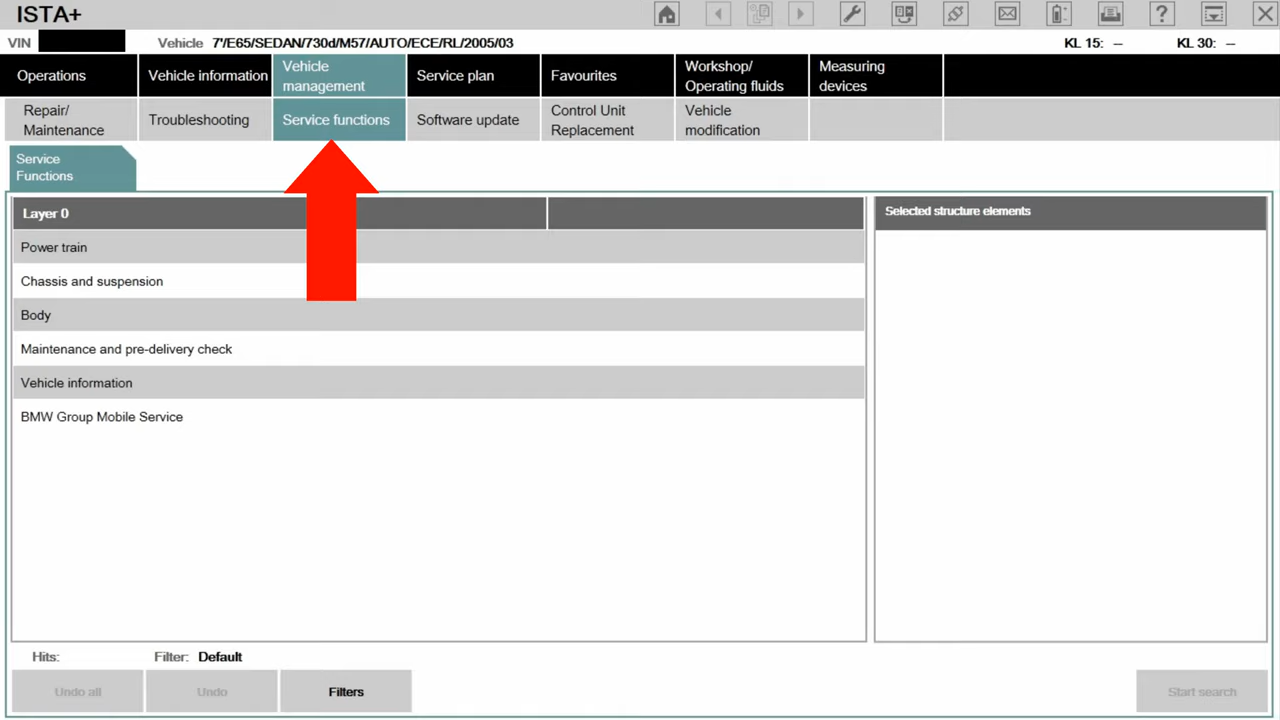 ISTA+
VIN
Vehicle 7'/E65/SEDAN/730d/M57/AUTO/ECE/RL/2005/03
KL 15: –
KL 30: –
Operations
Vehicle information
Vehicle
management
Service plan
Favourites
Workshop/
Operating fluids
Measuring
devices
Repair/
Maintenance
Troubleshooting
Service functions
Software update
Control Unit
Replacement
Vehicle
modification
Service
Functions
Layer 0
Selected structure elements
Power train
Chassis and suspension
Body
Maintenance and pre-delivery check
Vehicle information
BMW Group Mobile Service
Hits:
Filter: Default
Undo all
Undo
Filters
Start search